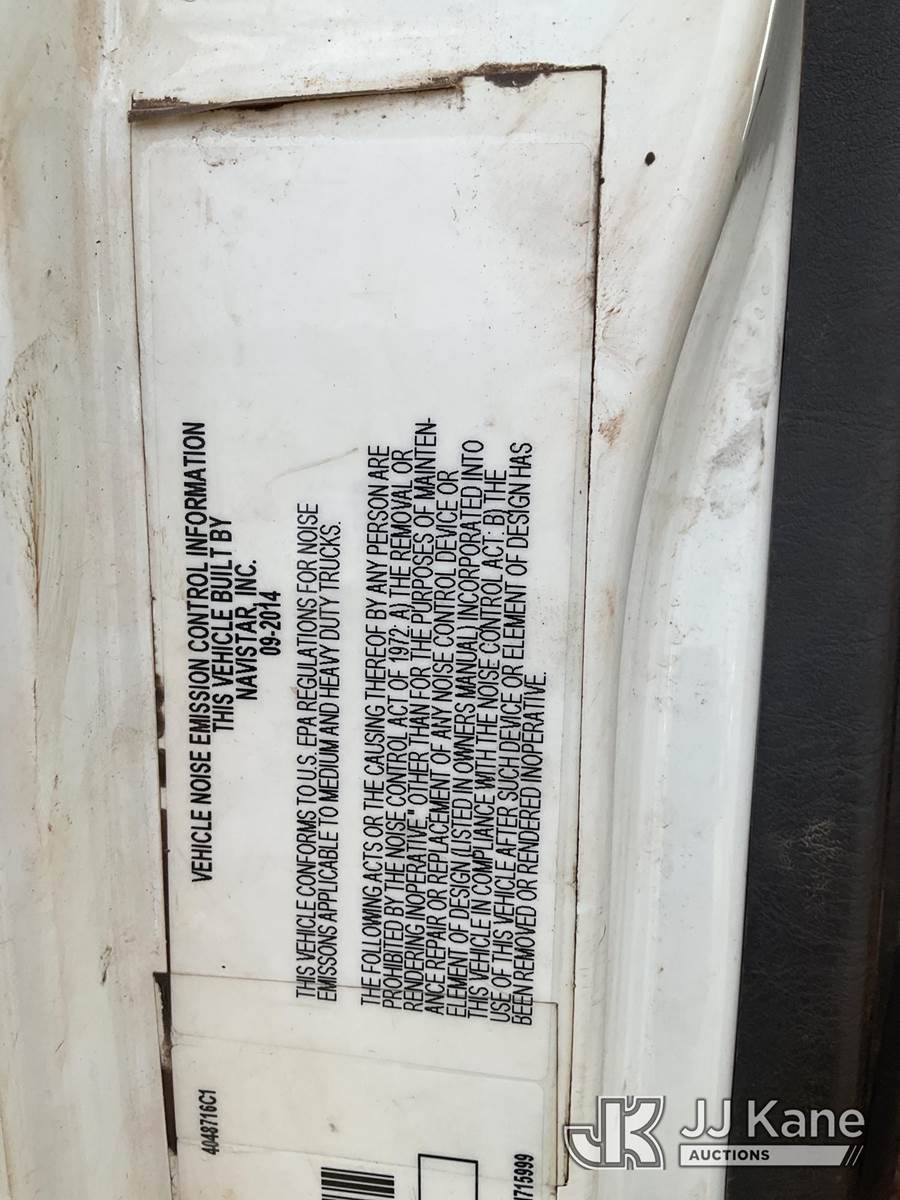 VEHICLE NOISE EMISSION CONTROL INFORMATION
THIS VEHICLE BUILT BY
NAVISTAR, INC.
09-2014
THIS VEHICLE CONFORMS TO U.S. EPA REGULATIONS FOR NOISE
EMISSONS APPLICABLE TO MEDIUM AND HEAVY DUTY TRUCKS.
THE FOLLOWING ACTS OR THE CAUSING THEREOF BY ANY PERSON ARE
PROHIBITED BY THE NOISE CONTROL ACT OF 1972: A) THE REMOVAL OR
RENDERING INOPERATIVE, OTHER THAN FOR THE PURPOSES OF MAINTEN-
ANCE REPAIR OR REPLACEMENT OF ANY NOISE CONTROL DEVICE OR
ELEMENT OF DESIGN (LISTED IN OWNERS MANUAL) INCORPORATED INTO
THIS VEHICLE IN COMPLIANCE WITH THE NOISE CONTROL ACT: B) THE
USE OF THIS VEHICLE AFTER SUCH DEVICE OR ELEMENT OF DESIGN HAS
BEEN REMOVED OR RENDERED INOPERATIVE.
4048716C1
715999
JK JJ Kane
AUCTIONS